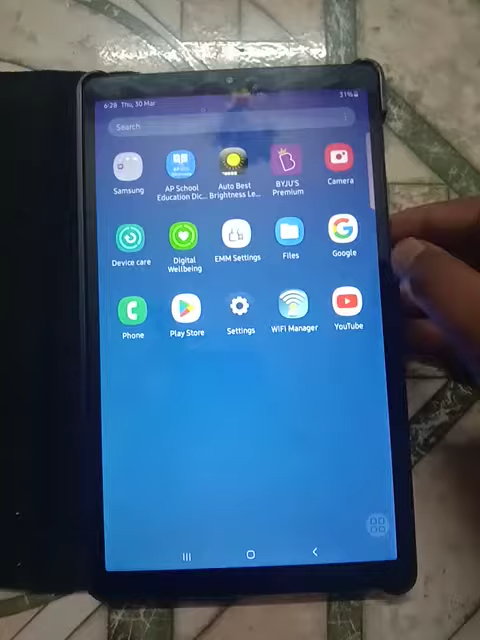 6:28 Thu, 30 Mar 31%
Search
Samsung
AP School
Education Dic...
Auto Best
Brightness Le...
BYJU'S
Premium
Camera
Device care
Digital
Wellbeing
EMM Settings
Files
Google
Phone
Play Store
Settings
WiFi Manager
YouTube